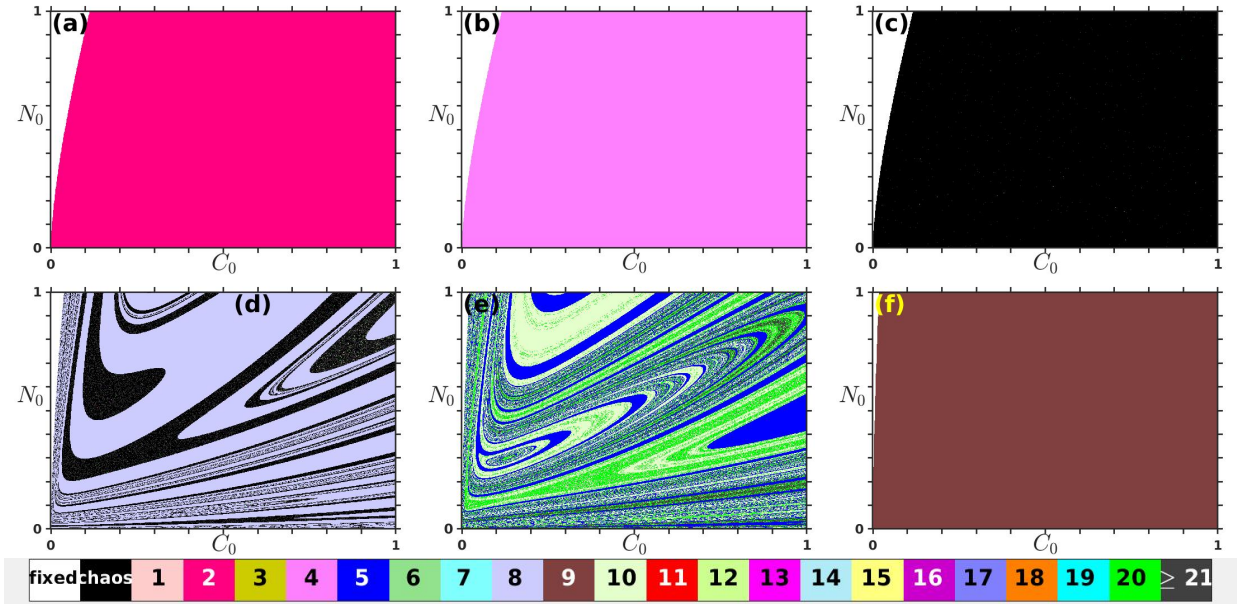 (a) (b) (c)
1 1 1
N₀ N₀ N₀
0 0 0
0 C₀ 1 0 C₀ 1 0 C₀ 1
(d) (e) (f)
1 1 1
N₀ N₀ N₀
0 0 0
0 C₀ 1 0 C₀ 1 0 C₀ 1
fixed chaos 1 2 3 4 5 6 7 8 9 10 11 12 13 14 15 16 17 18 19 20 ≥ 21